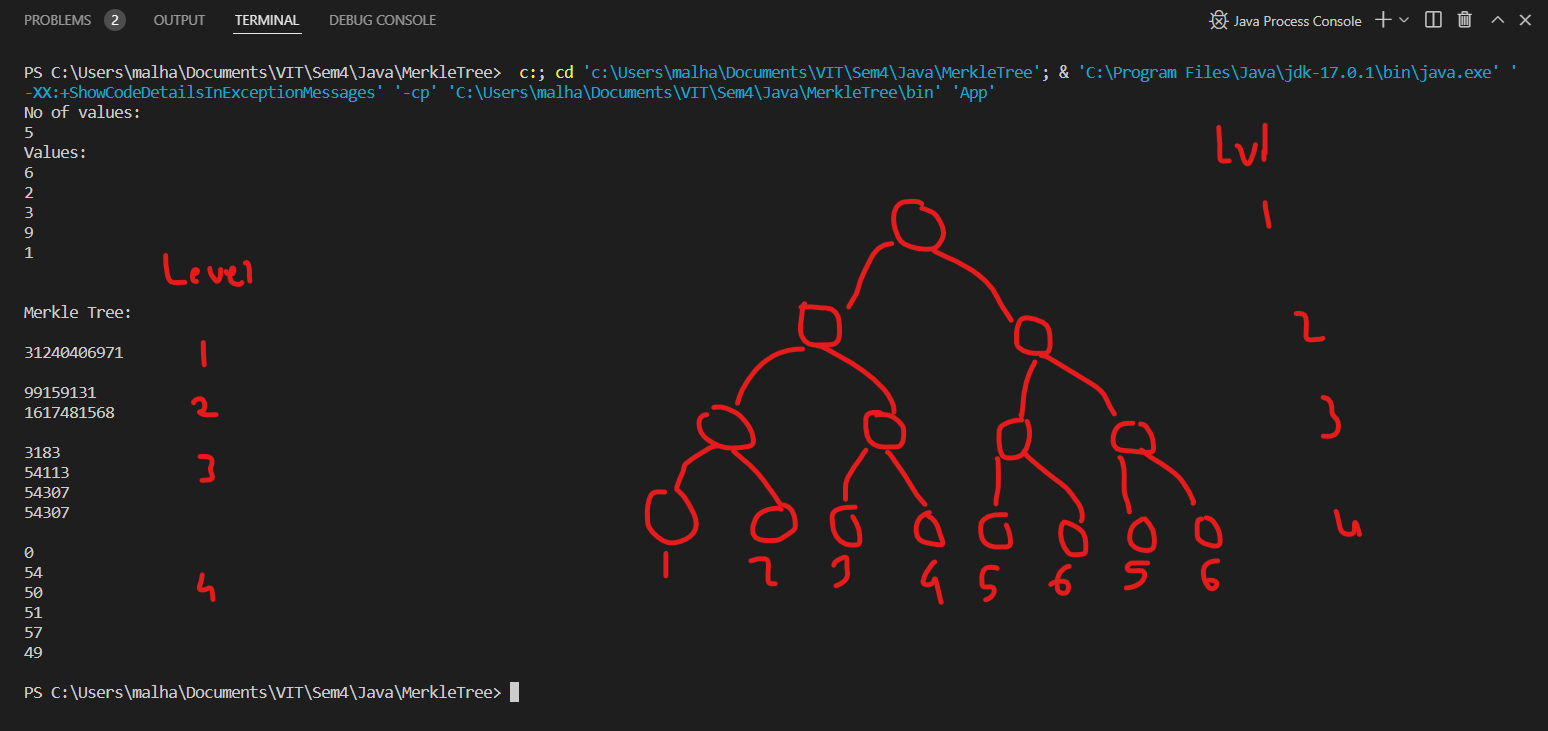 PROBLEMS 2 OUTPUT TERMINAL DEBUG CONSOLE Java Process Console
PS C:\Users\malha\Documents\VIT\Sem4\Java\MerkleTree> c:; cd 'c:\Users\malha\Documents\VIT\Sem4\Java\MerkleTree'; & 'C:\Program Files\Java\jdk-17.0.1\bin\java.exe' '
-XX:+ShowCodeDetailsInExceptionMessages' '-cp' 'C:\Users\malha\Documents\VIT\Sem4\Java\MerkleTree\bin' 'App'
No of values:
5
Values:
6
2
3
9
1
Level
Merkle Tree:
31240406971 1
99159131
1617481568 2
3183
54113 3
54307
54307
0
54
50 4
51
57
49
PS C:\Users\malha\Documents\VIT\Sem4\Java\MerkleTree>
Lvl
1
2
3
4
1 2 3 4 5 6 5 6